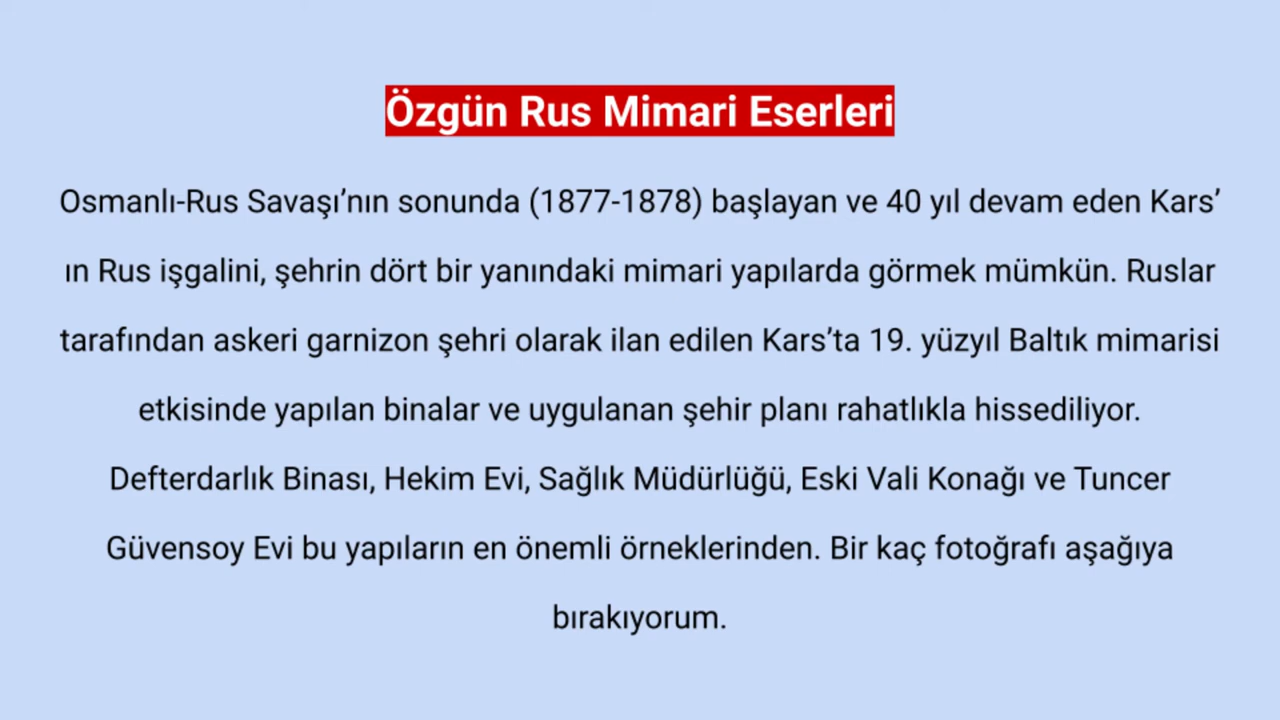 Özgün Rus Mimari Eserleri
Osmanlı-Rus Savaşı’nın sonunda (1877-1878) başlayan ve 40 yıl devam eden Kars’
ın Rus işgalini, şehrin dört bir yanındaki mimari yapılarda görmek mümkün. Ruslar
tarafından askeri garnizon şehri olarak ilan edilen Kars’ta 19. yüzyıl Baltık mimarisi
etkisinde yapılan binalar ve uygulanan şehir planı rahatlıkla hissediliyor.
Defterdarlık Binası, Hekim Evi, Sağlık Müdürlüğü, Eski Vali Konağı ve Tuncer
Güvensoy Evi bu yapıların en önemli örneklerinden. Bir kaç fotoğrafı aşağıya
bırakıyorum.